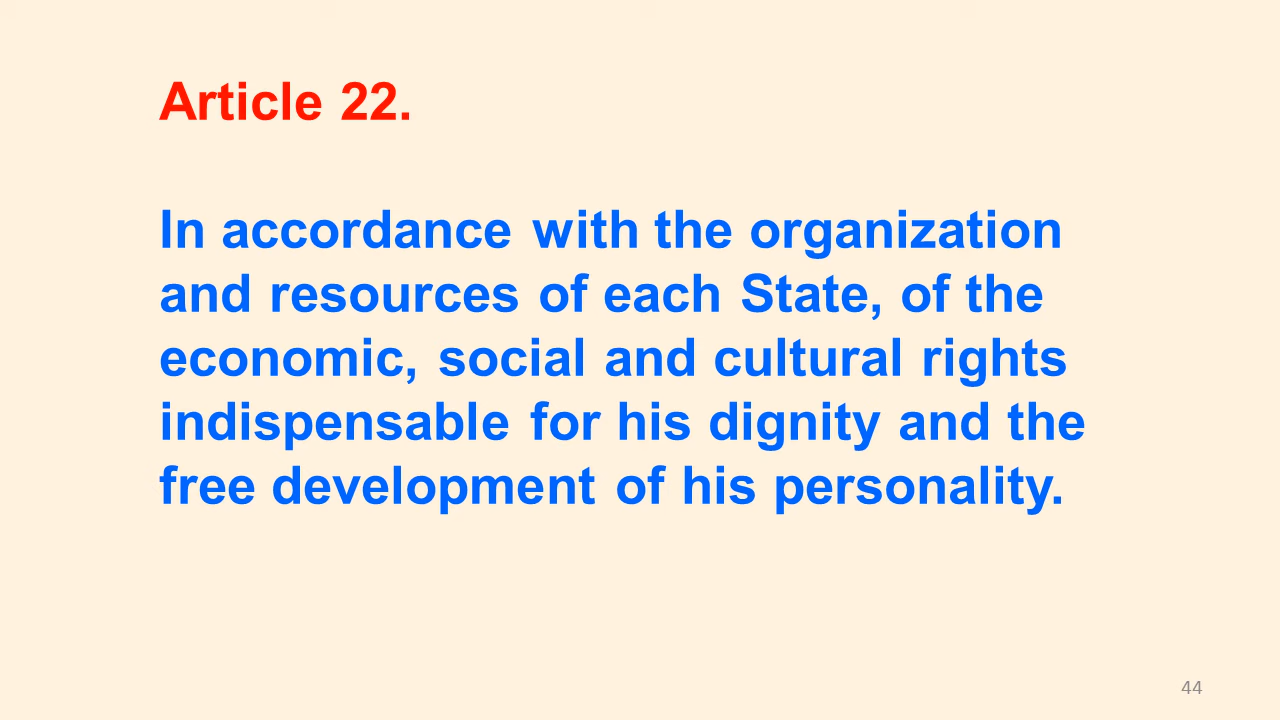 Article 22.
In accordance with the organization
and resources of each State, of the
economic, social and cultural rights
indispensable for his dignity and the
free development of his personality.
44